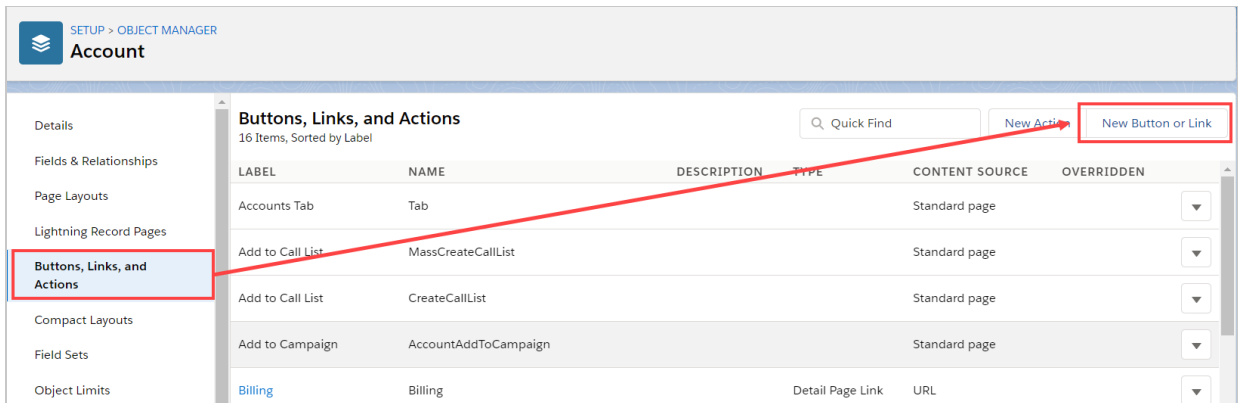 SETUP > OBJECT MANAGER
Account
Details
Fields & Relationships
Page Layouts
Lightning Record Pages
Buttons, Links, and
Actions
Compact Layouts
Field Sets
Object Limits
Buttons, Links, and Actions
16 Items, Sorted by Label
Quick Find
New Action
New Button or Link
LABEL NAME DESCRIPTION TYPE CONTENT SOURCE OVERRIDDEN
Accounts Tab Tab Standard page
Add to Call List MassCreateCallList Standard page
Add to Call List CreateCallList Standard page
Add to Campaign AccountAddToCampaign Standard page
Billing Billing Detail Page Link URL